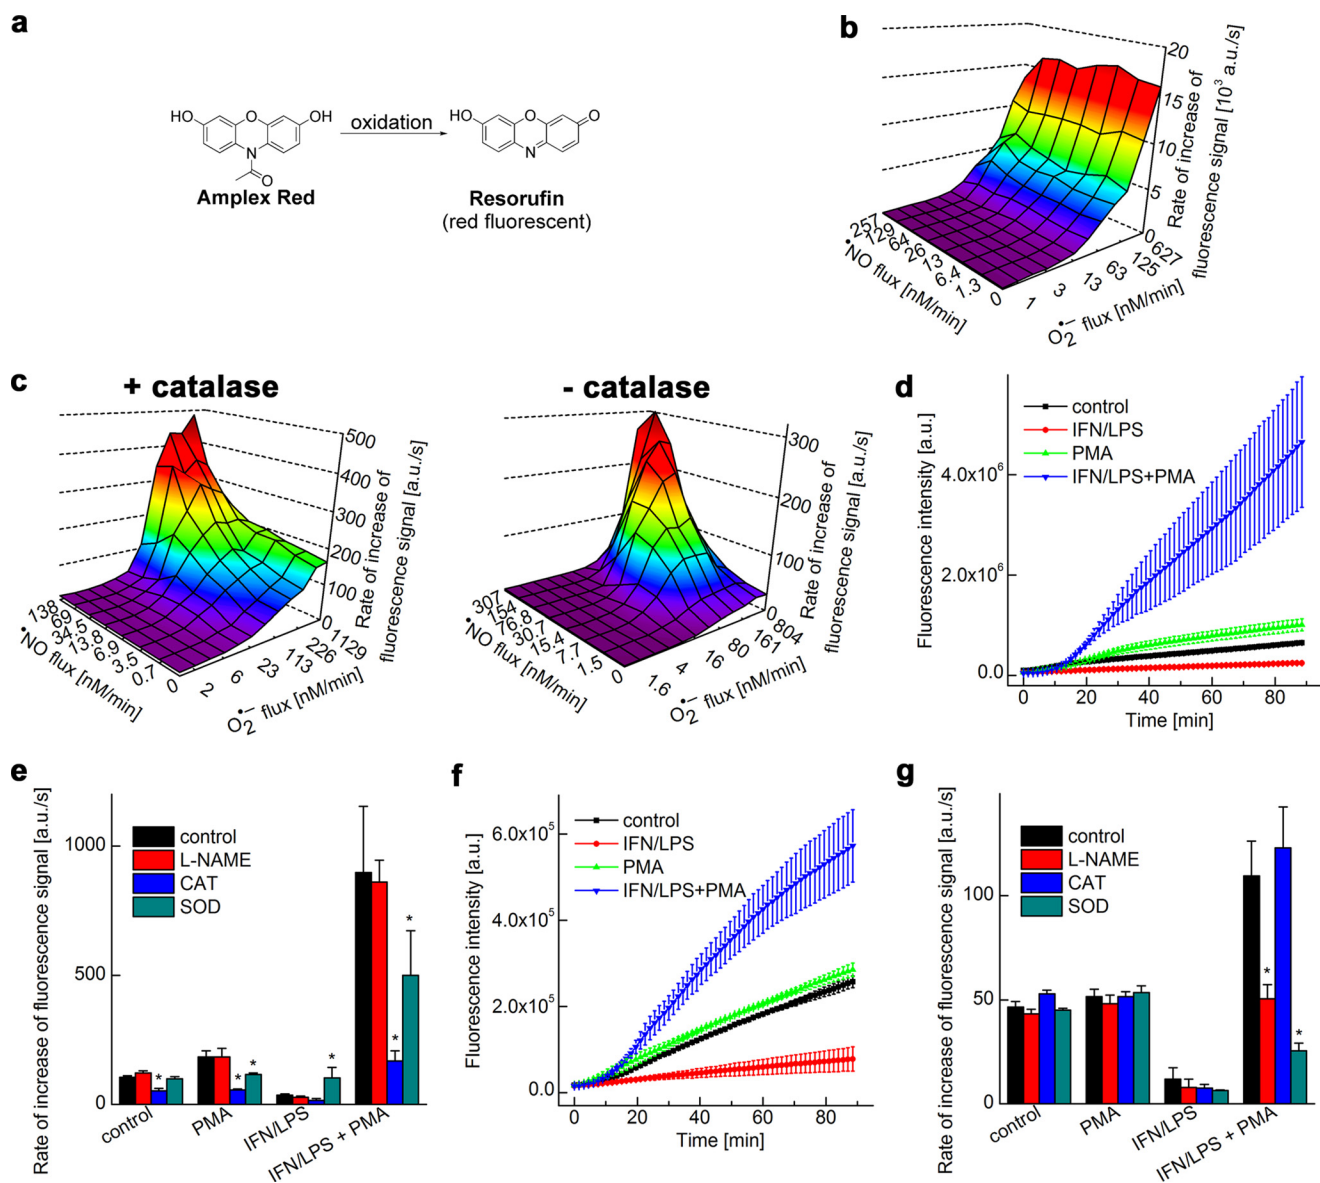 a
HO
O
OH
N
O
Amplex Red
oxidation
HO
O
O
N
Resorufin
(red fluorescent)
b
20
15
10
5
0
Rate of increase of
fluorescence signal [10³ a.u./s]
257
129
64
26
13
6.4
1.3
0
•NO flux [nM/min]
1
3
13
63
125
627
O₂•− flux [nM/min]
c
+ catalase
500
400
300
200
100
0
Rate of increase of
fluorescence signal [a.u./s]
138
69
34.5
13.8
6.9
3.5
0.7
0
•NO flux [nM/min]
2
6
23
113
226
1129
O₂•− flux [nM/min]
- catalase
300
200
100
0
Rate of increase of
fluorescence signal [a.u./s]
307
154
76.8
30.7
15.4
7.7
1.5
0
•NO flux [nM/min]
1.6
4
16
80
161
804
O₂•− flux [nM/min]
d
control
IFN/LPS
PMA
IFN/LPS+PMA
Fluorescence intensity [a.u.]
4.0x10⁶
2.0x10⁶
0.0
0 20 40 60 80
Time [min]
e
Rate of increase of fluorescence signal [a.u./s]
1000
500
0
control
L-NAME
CAT
SOD
* * * * * *
control PMA IFN/LPS IFN/LPS + PMA
f
Fluorescence intensity [a.u.]
6.0x10⁵
4.0x10⁵
2.0x10⁵
0.0
control
IFN/LPS
PMA
IFN/LPS+PMA
0 20 40 60 80
Time [min]
g
Rate of increase of fluorescence signal [a.u./s]
100
50
0
control
L-NAME
CAT
SOD
* *
control PMA IFN/LPS IFN/LPS + PMA